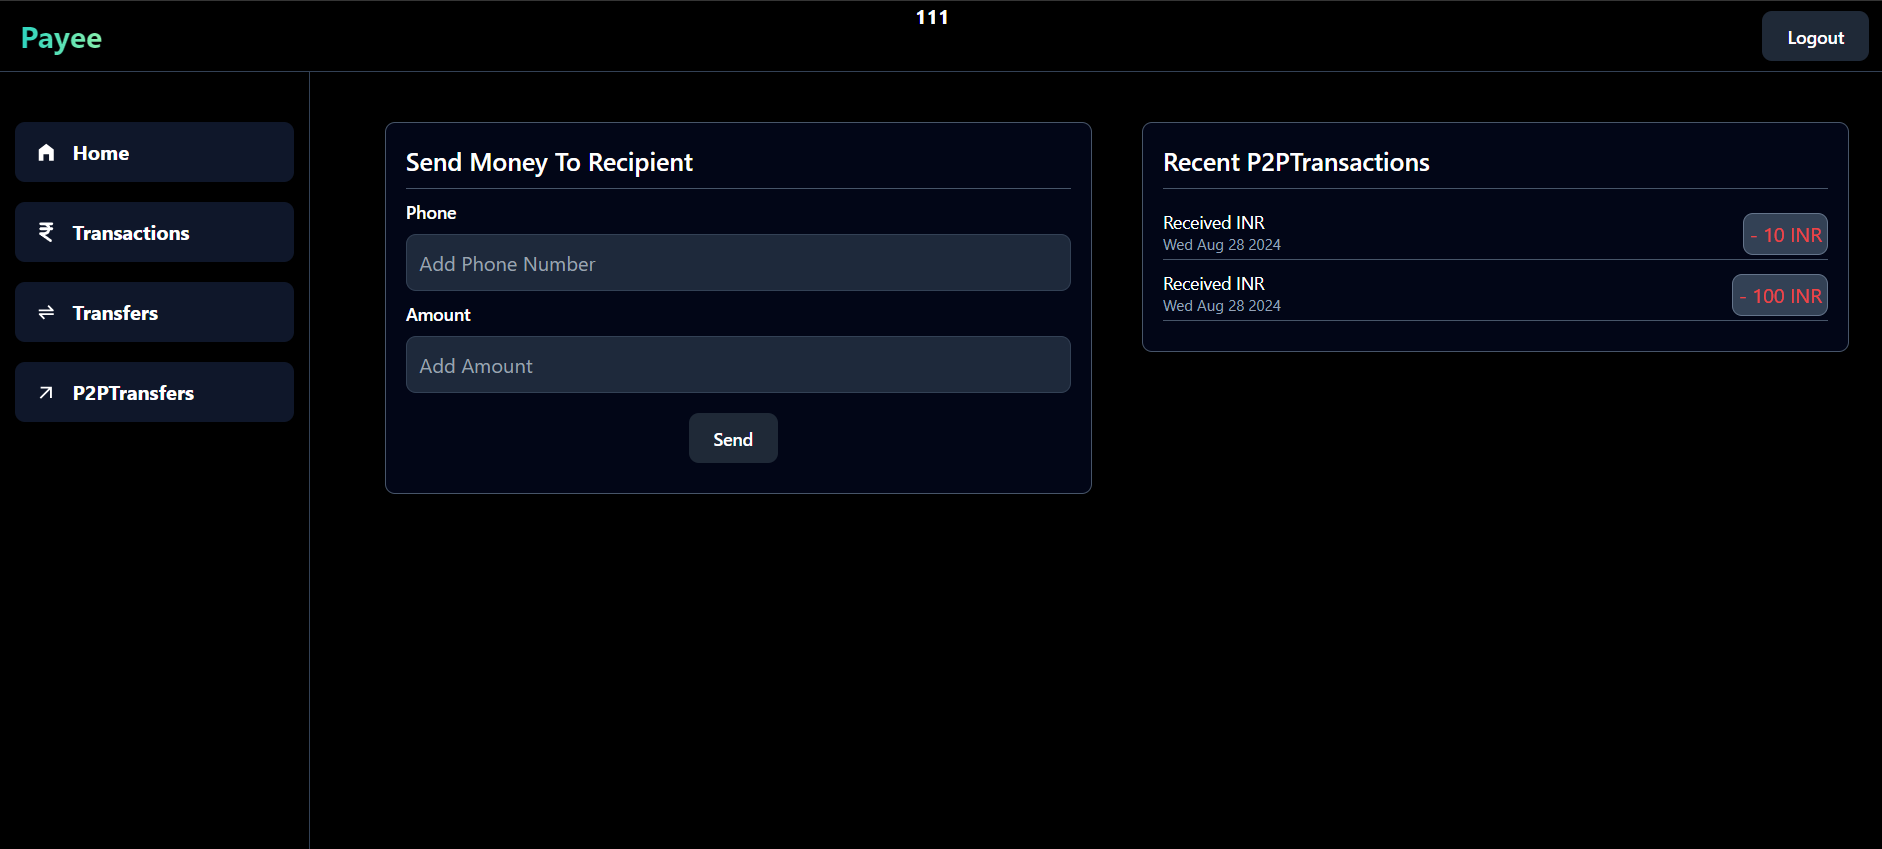 Payee
111
Logout
Home
Transactions
Transfers
P2PTransfers
Send Money To Recipient
Phone
Add Phone Number
Amount
Add Amount
Send
Recent P2PTransactions
Received INR
- 10 INR
Wed Aug 28 2024
Received INR
- 100 INR
Wed Aug 28 2024